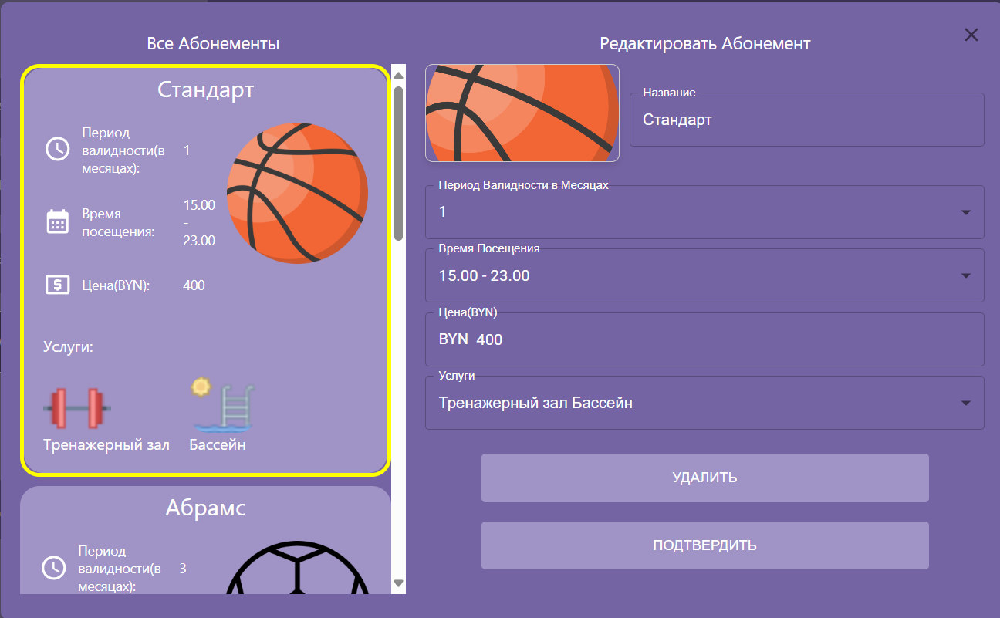 Все Абонементы
Стандарт
Период
валидности(в
месяцах):
1
Время
посещения:
15.00
-
23.00
Цена(BYN):
400
Услуги:
Тренажерный зал
Бассейн
Абрамс
Период
валидности(в
месяцах):
3
Редактировать Абонемент
Название
Стандарт
Период Валидности в Месяцах
1
Время Посещения
15.00 - 23.00
Цена(BYN)
BYN 400
Услуги
Тренажерный зал Бассейн
УДАЛИТЬ
ПОДТВЕРДИТЬ